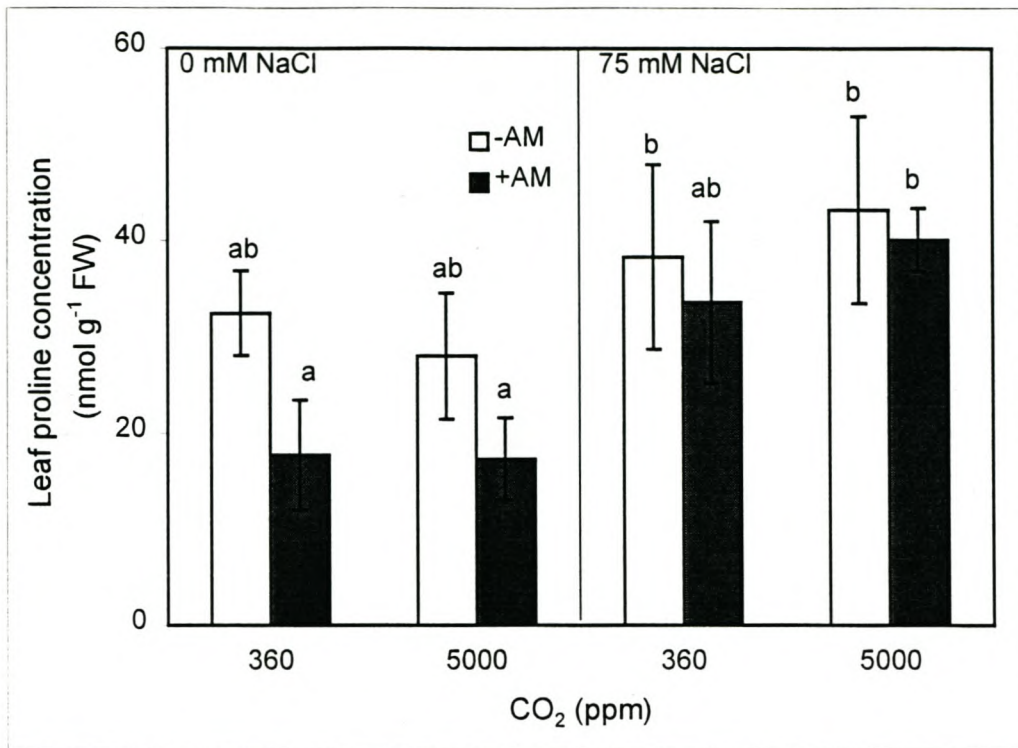 60
0 mM NaCl
75 mM NaCl
-AM
+AM
b
b
ab
b
40
ab
ab
a
a
20
0
Leaf proline concentration
(nmol g⁻¹ FW)
360
5000
360
5000
CO₂ (ppm)